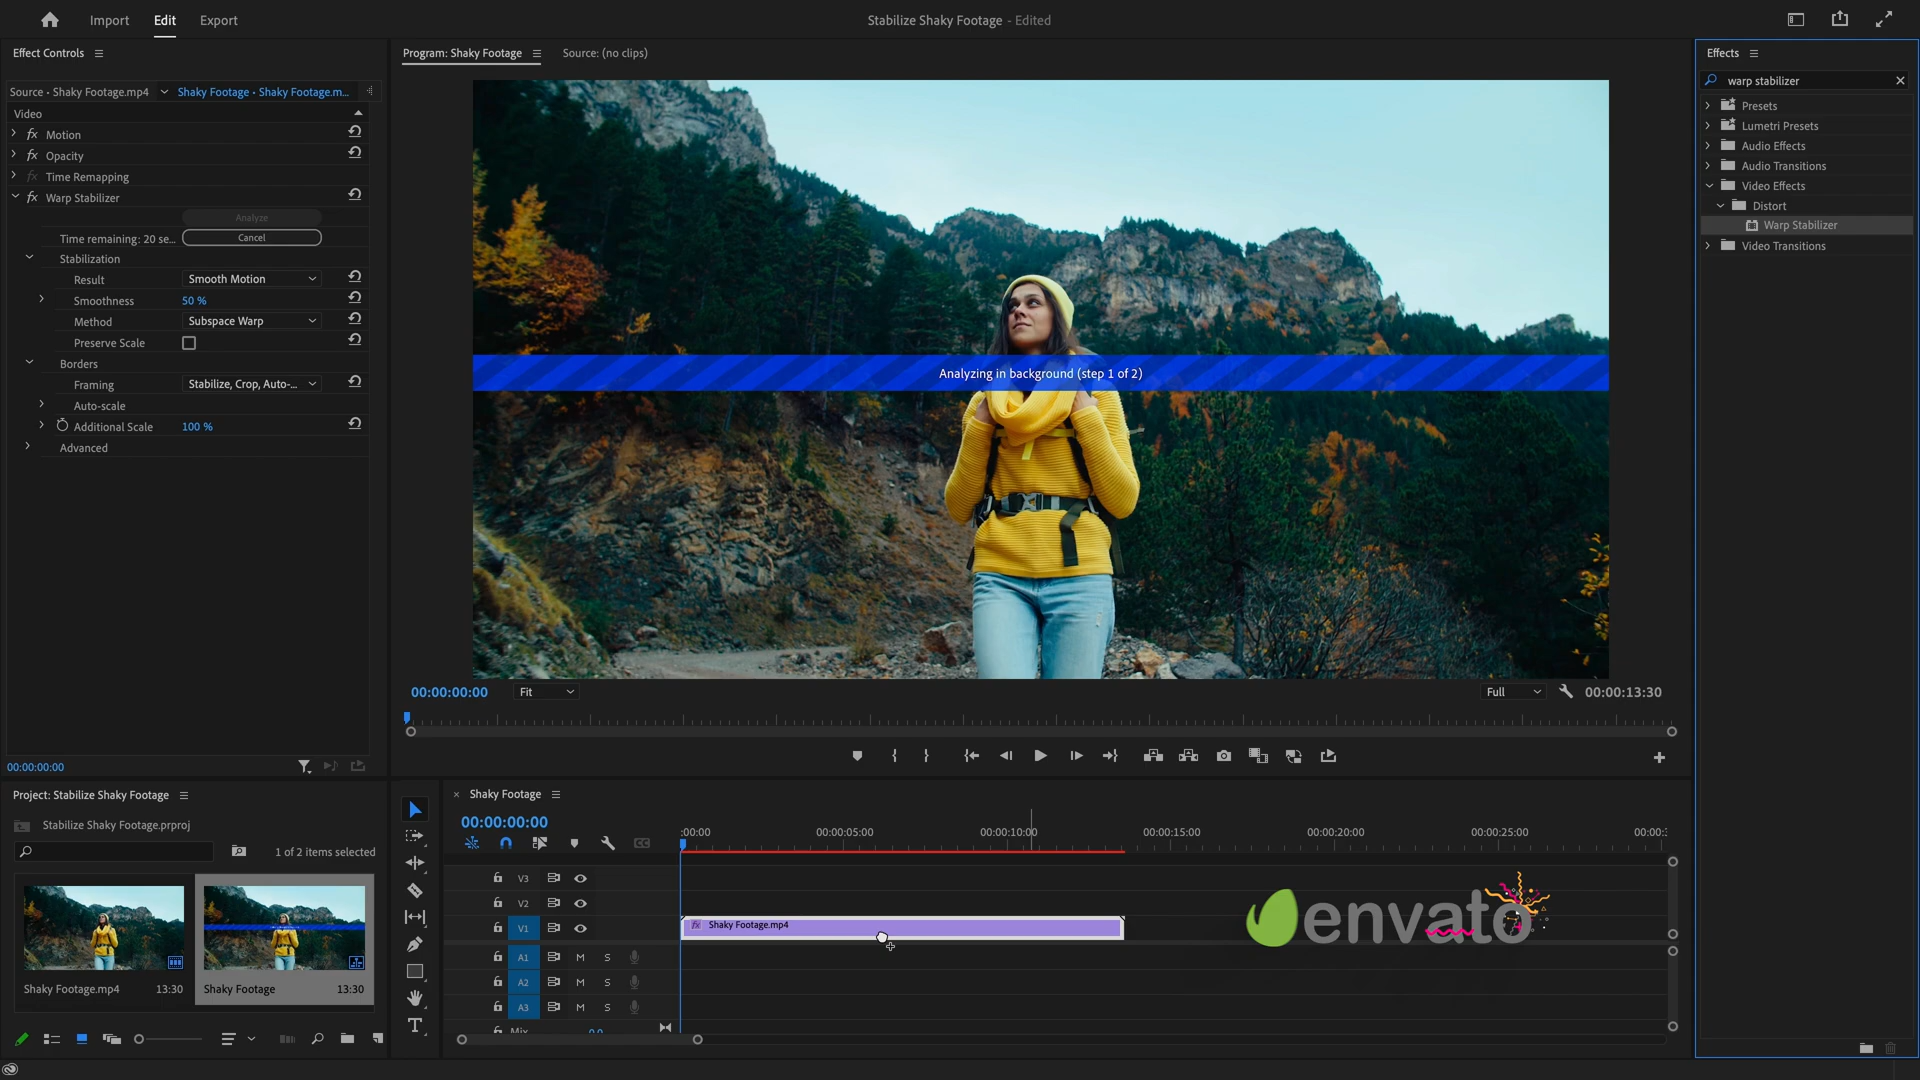 Import
Edit
Export
Stabilize Shaky Footage - Edited
Effect Controls
Source • Shaky Footage.mp4
Shaky Footage • Shaky Footage.m...
Video
fx Motion
fx Opacity
fx Time Remapping
fx Warp Stabilizer
Analyze
Time remaining: 20 se...
Cancel
Stabilization
Result
Smooth Motion
Smoothness
50 %
Method
Subspace Warp
Preserve Scale
Borders
Framing
Stabilize, Crop, Auto-...
Auto-scale
Additional Scale
100 %
Advanced
00:00:00:00
Program: Shaky Footage
Source: (no clips)
Analyzing in background (step 1 of 2)
00:00:00:00
Fit
Full
00:00:13:30
Effects
warp stabilizer
Presets
Lumetri Presets
Audio Effects
Audio Transitions
Video Effects
Distort
Warp Stabilizer
Video Transitions
Project: Stabilize Shaky Footage
Stabilize Shaky Footage.prproj
1 of 2 items selected
Shaky Footage.mp4
13:30
Shaky Footage
13:30
T
Shaky Footage
00:00:00:00
CC
:00:00
00:00:05:00
00:00:10:00
00:00:15:00
00:00:20:00
00:00:25:00
00:00:
V3
V2
V1
fx Shaky Footage.mp4
A1 M S
A2 M S
A3 M S
Mix
0.0
envato